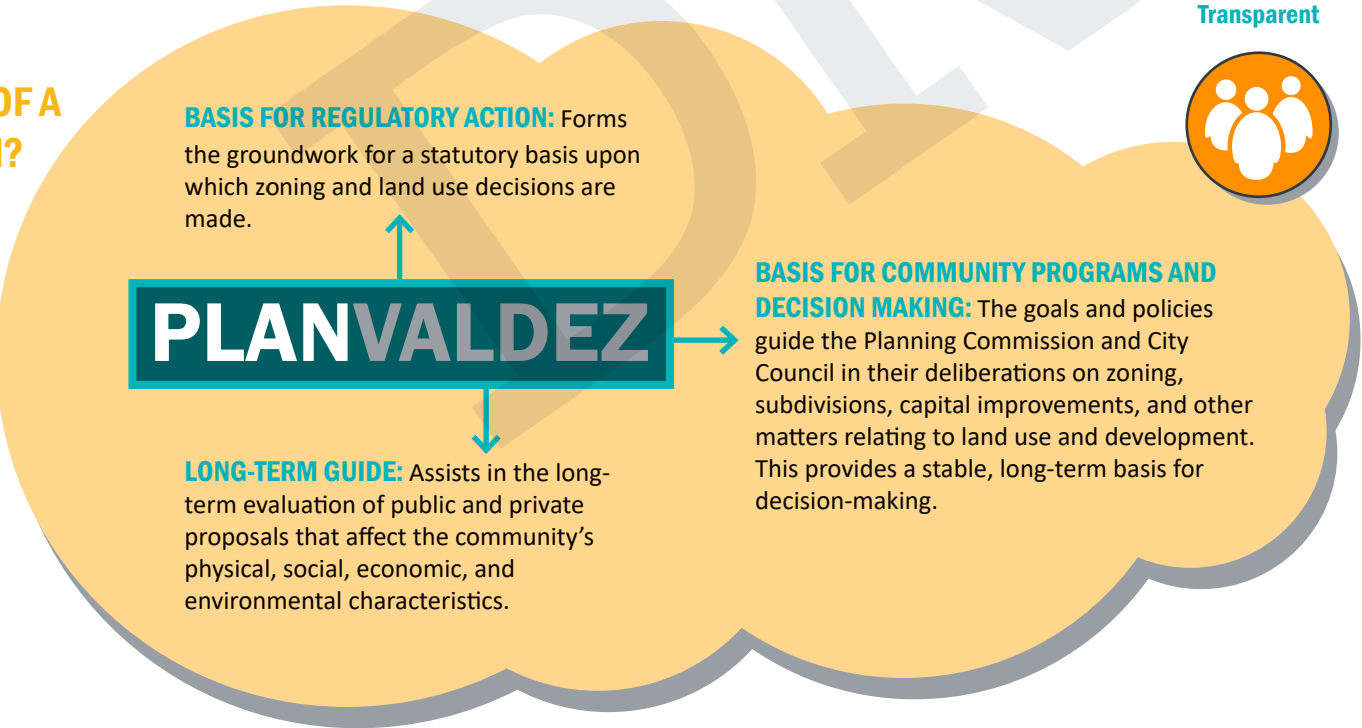 Transparent
OF A
?
BASIS FOR REGULATORY ACTION: Forms
the groundwork for a statutory basis upon
which zoning and land use decisions are
made.
PLANVALDEZ
BASIS FOR COMMUNITY PROGRAMS AND
DECISION MAKING: The goals and policies
guide the Planning Commission and City
Council in their deliberations on zoning,
subdivisions, capital improvements, and other
matters relating to land use and development.
This provides a stable, long-term basis for
decision-making.
LONG-TERM GUIDE: Assists in the long-
term evaluation of public and private
proposals that affect the community’s
physical, social, economic, and
environmental characteristics.